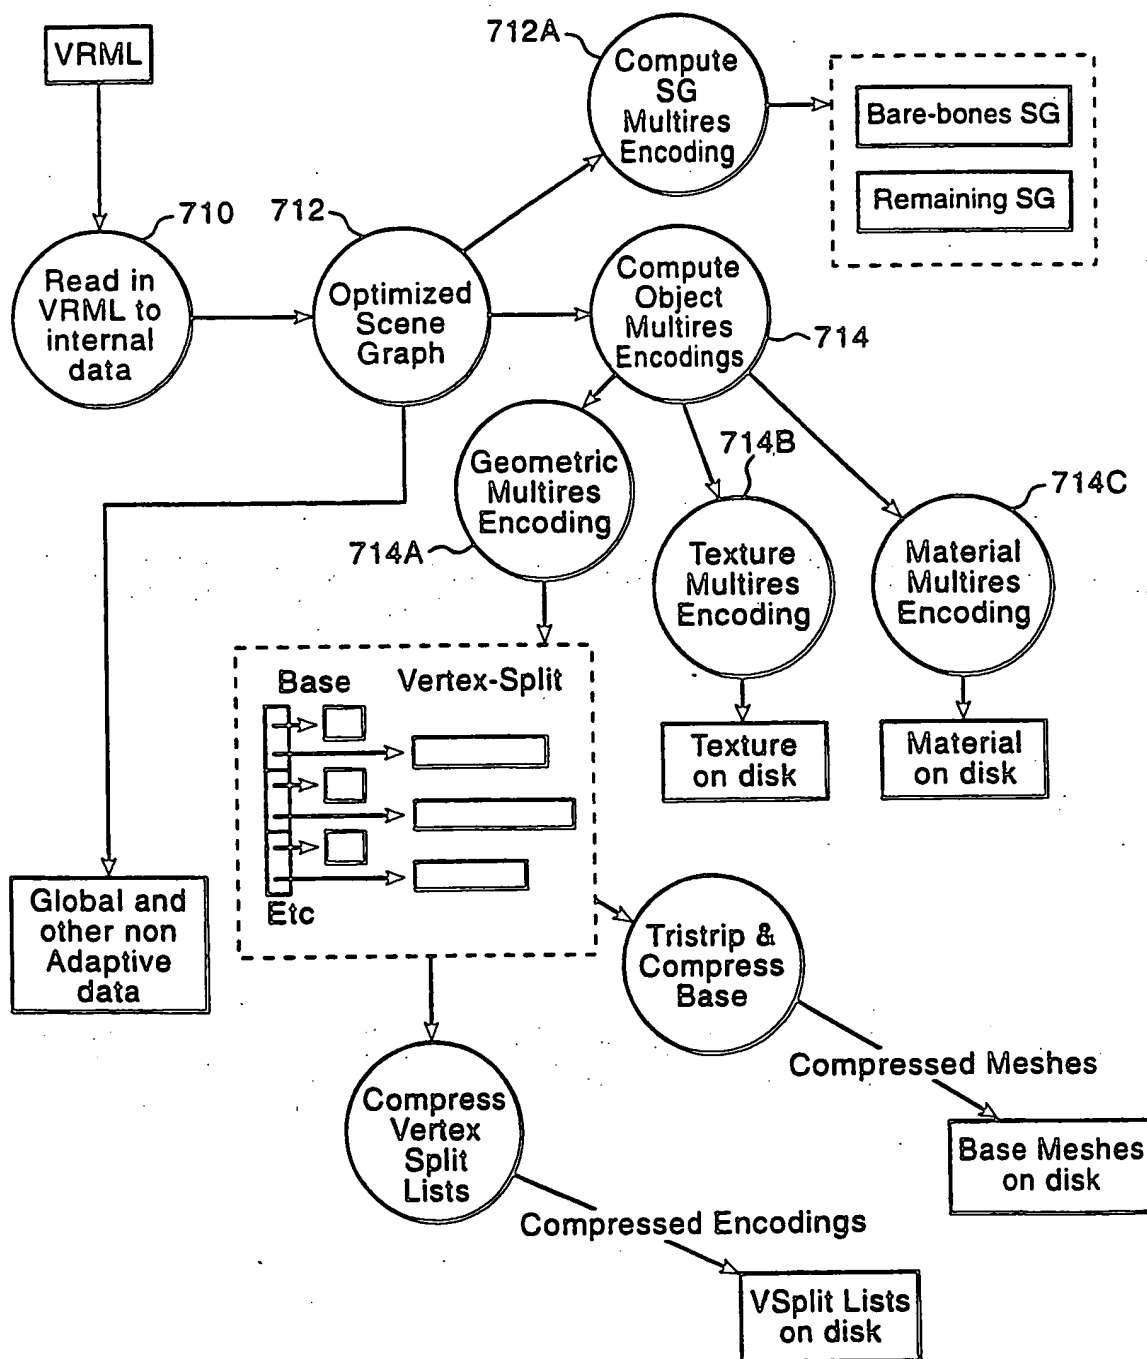 VRML
712A
Compute
SG
Multires
Encoding
Bare-bones SG
Remaining SG
710
Read in
VRML to
internal
data
712
Optimized
Scene
Graph
Compute
Object
Multires
Encodings
714
Geometric
Multires
Encoding
714A
714B
Texture
Multires
Encoding
714C
Material
Multires
Encoding
Texture
on disk
Material
on disk
Base
Vertex-Split
Etc
Global and
other non
Adaptive
data
Tristrip &
Compress
Base
Compressed Meshes
Base Meshes
on disk
Compress
Vertex
Split
Lists
Compressed Encodings
VSplit Lists
on disk